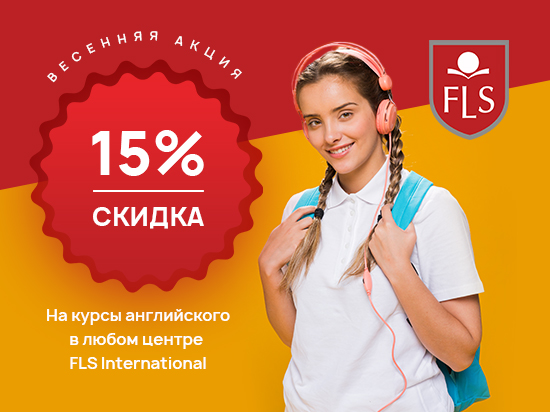 ВЕСЕННЯЯ АКЦИЯ
FLS
15%
СКИДКА
На курсы английского
в любом центре
FLS International